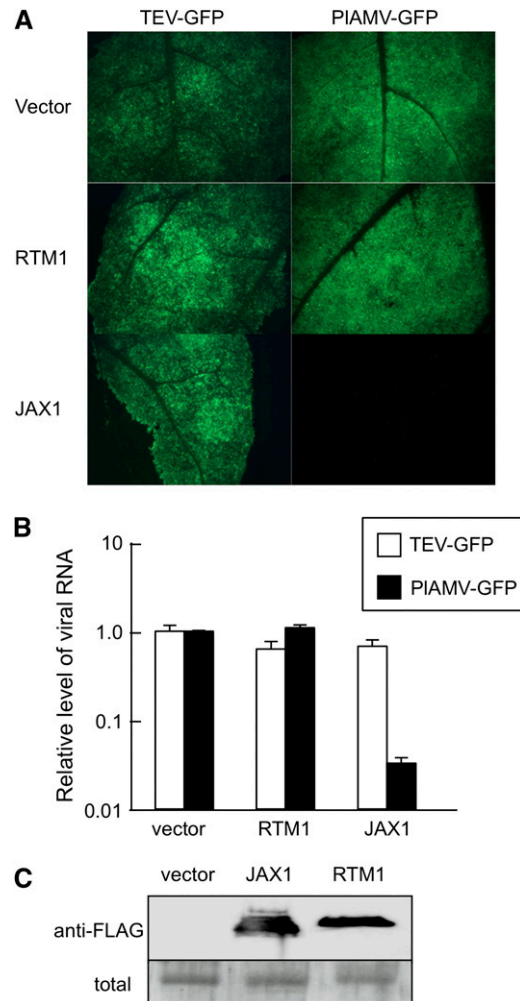 A
TEV-GFP PlAMV-GFP
Vector
RTM1
JAX1
B
Relative level of viral RNA
10
1.0
0.1
0.01
TEV-GFP
PlAMV-GFP
vector RTM1 JAX1
C
vector JAX1 RTM1
anti-FLAG
total